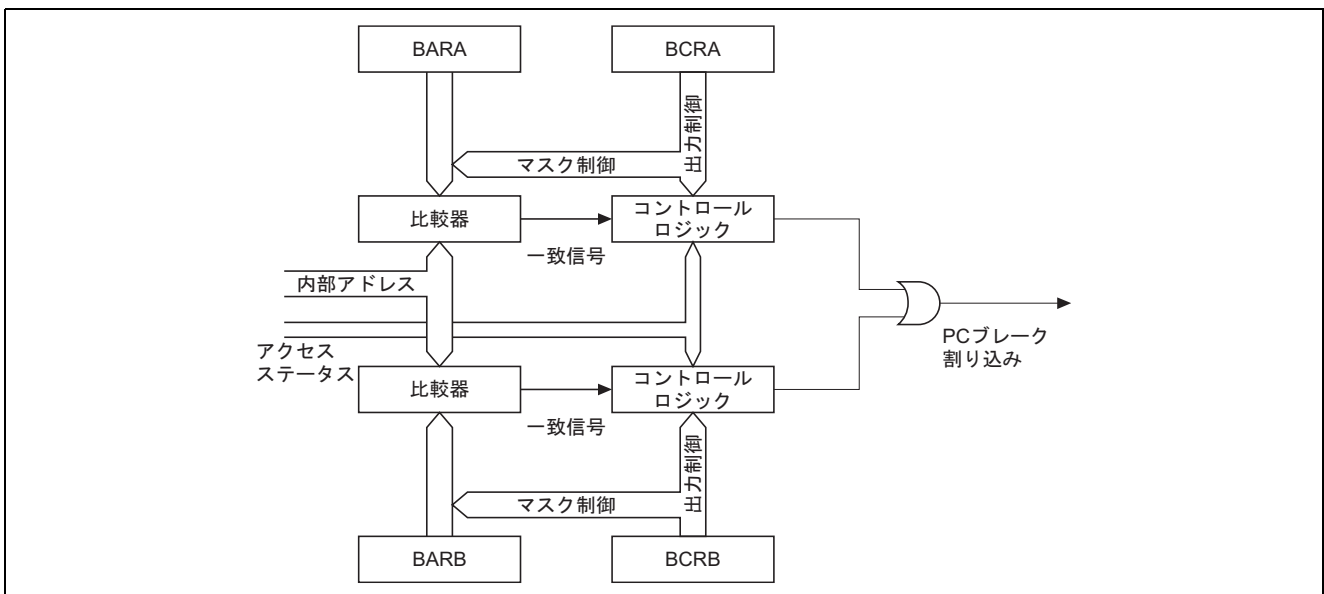 BARA
BCRA
出力制御
マスク制御
比較器
コントロール
ロジック
一致信号
内部アドレス
アクセス
ステータス
PCブレーク
割り込み
比較器
コントロール
ロジック
一致信号
出力制御
マスク制御
BARB
BCRB